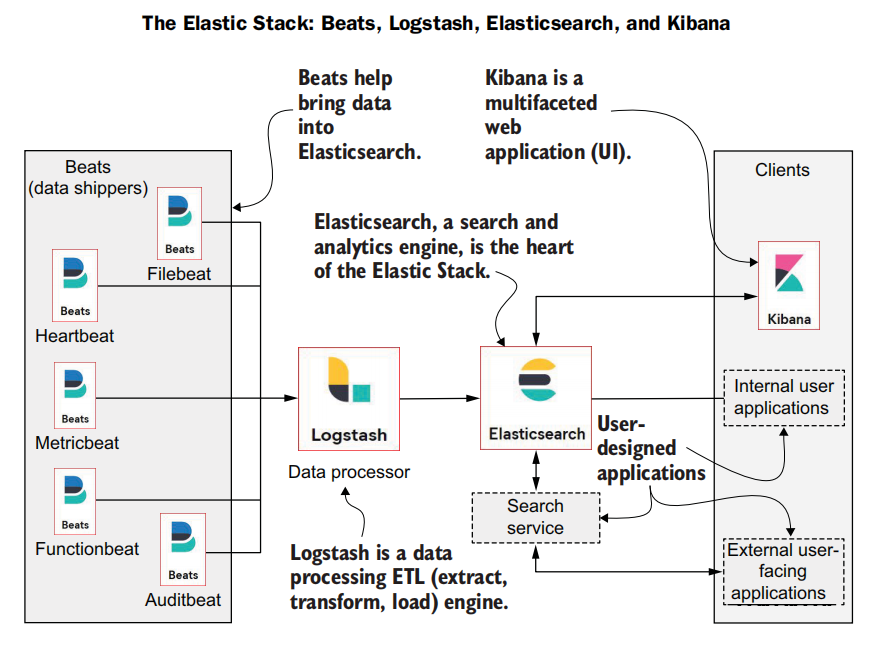 The Elastic Stack: Beats, Logstash, Elasticsearch, and Kibana
Beats help
bring data
into
Elasticsearch.
Kibana is a
multifaceted
web
application (UI).
Beats
(data shippers)
Beats
Filebeat
Beats
Heartbeat
Beats
Metricbeat
Beats
Functionbeat
Beats
Auditbeat
Elasticsearch, a search and
analytics engine, is the heart
of the Elastic Stack.
Logstash
Data processor
Logstash is a data
processing ETL (extract,
transform, load) engine.
Elasticsearch
User-
designed
applications
Search
service
Clients
Kibana
Internal user
applications
External user-
facing
applications